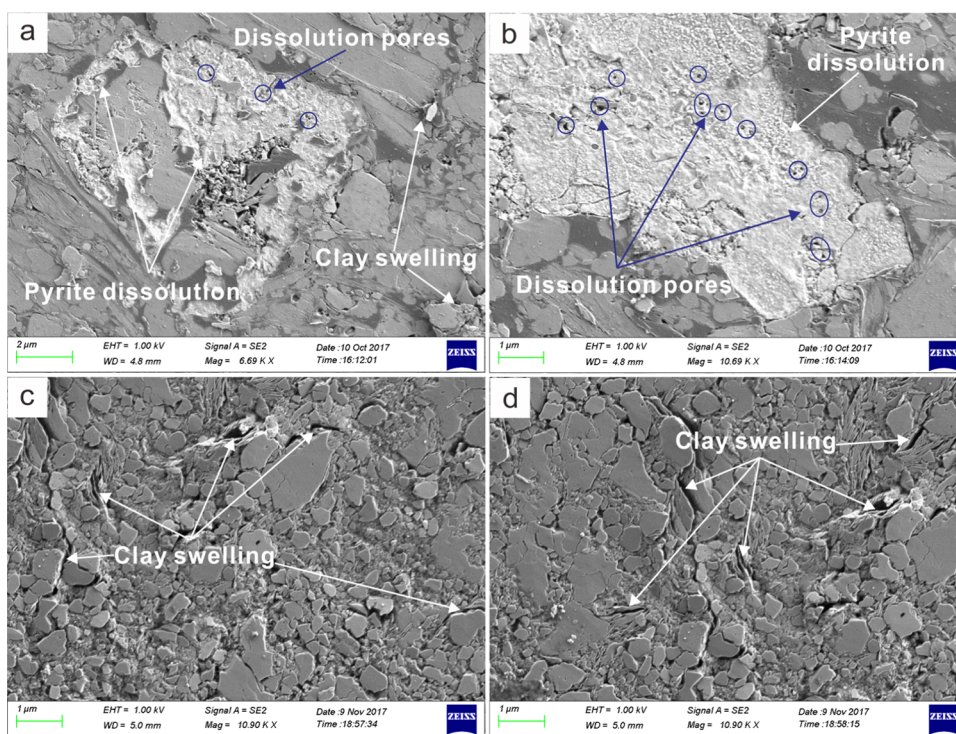 a
Dissolution pores
Clay swelling
Pyrite dissolution
2 µm
EHT = 1.00 kV
Signal A = SE2
Date :10 Oct 2017
WD = 4.8 mm
Mag = 6.69 K X
Time :16:12:01
ZEISS
b
Pyrite
dissolution
Dissolution pores
1 µm
EHT = 1.00 kV
Signal A = SE2
Date :10 Oct 2017
WD = 4.8 mm
Mag = 10.69 K X
Time :16:14:09
ZEISS
c
Clay swelling
1 µm
EHT = 1.00 kV
Signal A = SE2
Date :9 Nov 2017
WD = 5.0 mm
Mag = 10.90 K X
Time :18:57:34
ZEISS
d
Clay swelling
1 µm
EHT = 1.00 kV
Signal A = SE2
Date :9 Nov 2017
WD = 5.0 mm
Mag = 10.90 K X
Time :18:58:15
ZEISS